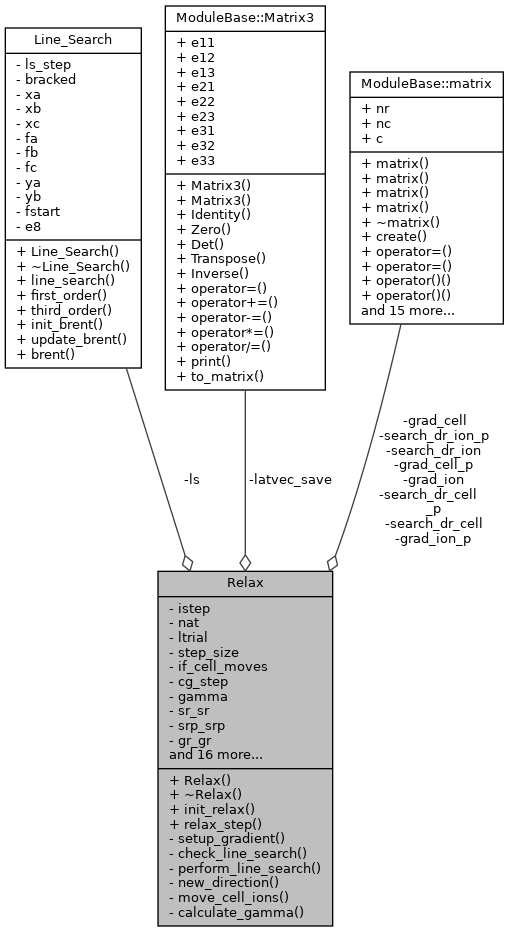 Line_Search
- ls_step
- bracked
- xa
- xb
- xc
- fa
- fb
- fc
- ya
- yb
- fstart
- e8
+ Line_Search()
+ ~Line_Search()
+ line_search()
+ first_order()
+ third_order()
+ init_brent()
+ update_brent()
+ brent()
ModuleBase::Matrix3
+ e11
+ e12
+ e13
+ e21
+ e22
+ e23
+ e31
+ e32
+ e33
+ Matrix3()
+ Matrix3()
+ Identity()
+ Zero()
+ Det()
+ Transpose()
+ Inverse()
+ operator=()
+ operator+=()
+ operator-=()
+ operator*=()
+ operator/=()
+ print()
+ to_matrix()
ModuleBase::matrix
+ nr
+ nc
+ c
+ matrix()
+ matrix()
+ matrix()
+ matrix()
+ ~matrix()
+ create()
+ operator=()
+ operator=()
+ operator()()
+ operator()()
and 15 more...
-ls
-latvec_save
-grad_cell
-search_dr_ion_p
-search_dr_ion
-grad_cell_p
-grad_ion
-search_dr_cell
_p
-search_dr_cell
-grad_ion_p
Relax
- istep
- nat
- ltrial
- step_size
- if_cell_moves
- cg_step
- gamma
- sr_sr
- srp_srp
- gr_gr
and 16 more...
+ Relax()
+ ~Relax()
+ init_relax()
+ relax_step()
- setup_gradient()
- check_line_search()
- perform_line_search()
- new_direction()
- move_cell_ions()
- calculate_gamma()